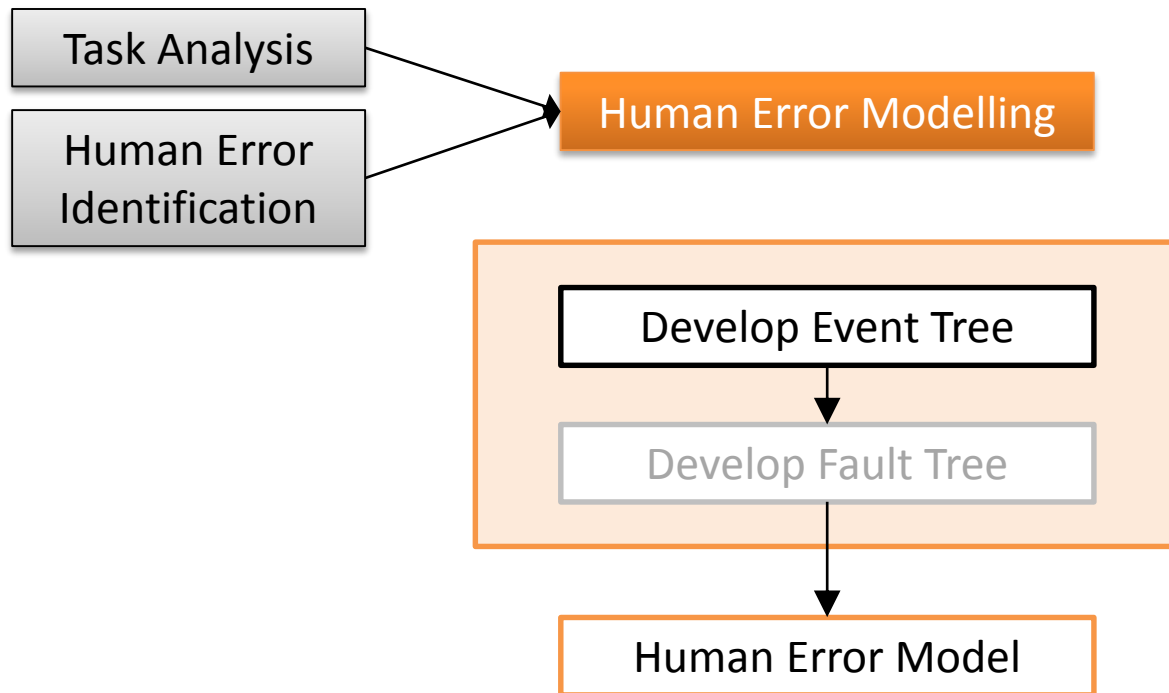 Task Analysis
Human Error
Identification
Human Error Modelling
Develop Event Tree
Develop Fault Tree
Human Error Model